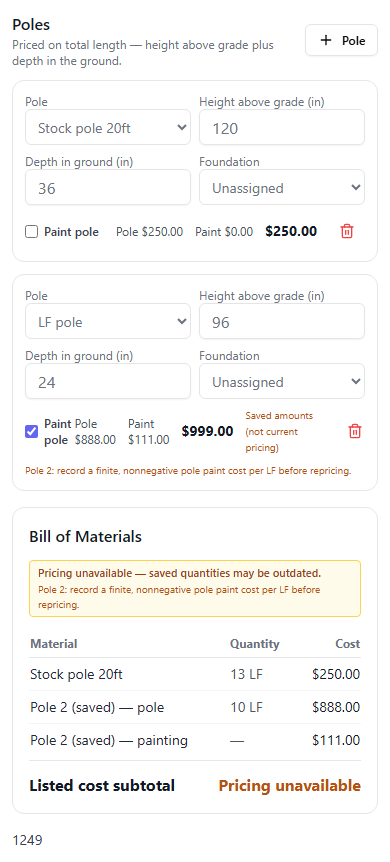 Poles
Priced on total length — height above grade plus
depth in the ground.
+ Pole
Pole
Height above grade (in)
Stock pole 20ft
120
Depth in ground (in)
Foundation
36
Unassigned
Paint pole Pole $250.00 Paint $0.00 $250.00
Pole
Height above grade (in)
LF pole
96
Depth in ground (in)
Foundation
24
Unassigned
Paint pole
Pole $888.00
Paint $111.00
$999.00
Saved amounts
(not current
pricing)
Pole 2: record a finite, nonnegative pole paint cost per LF before repricing.
Bill of Materials
Pricing unavailable — saved quantities may be outdated.
Pole 2: record a finite, nonnegative pole paint cost per LF before
repricing.
Material Quantity Cost
Stock pole 20ft 13 LF $250.00
Pole 2 (saved) — pole 10 LF $888.00
Pole 2 (saved) — painting — $111.00
Listed cost subtotal Pricing unavailable
1249